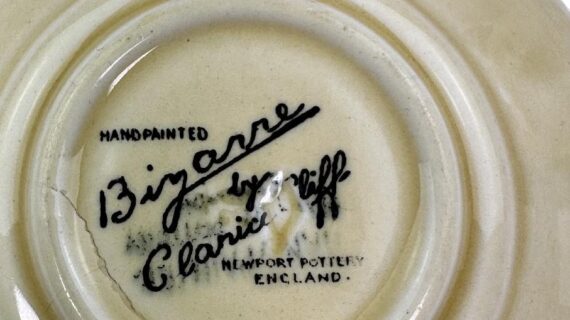 HANDPAINTED
Bizarre
by Cliff
Clarice
NEWPORT POTTERY
ENGLAND.